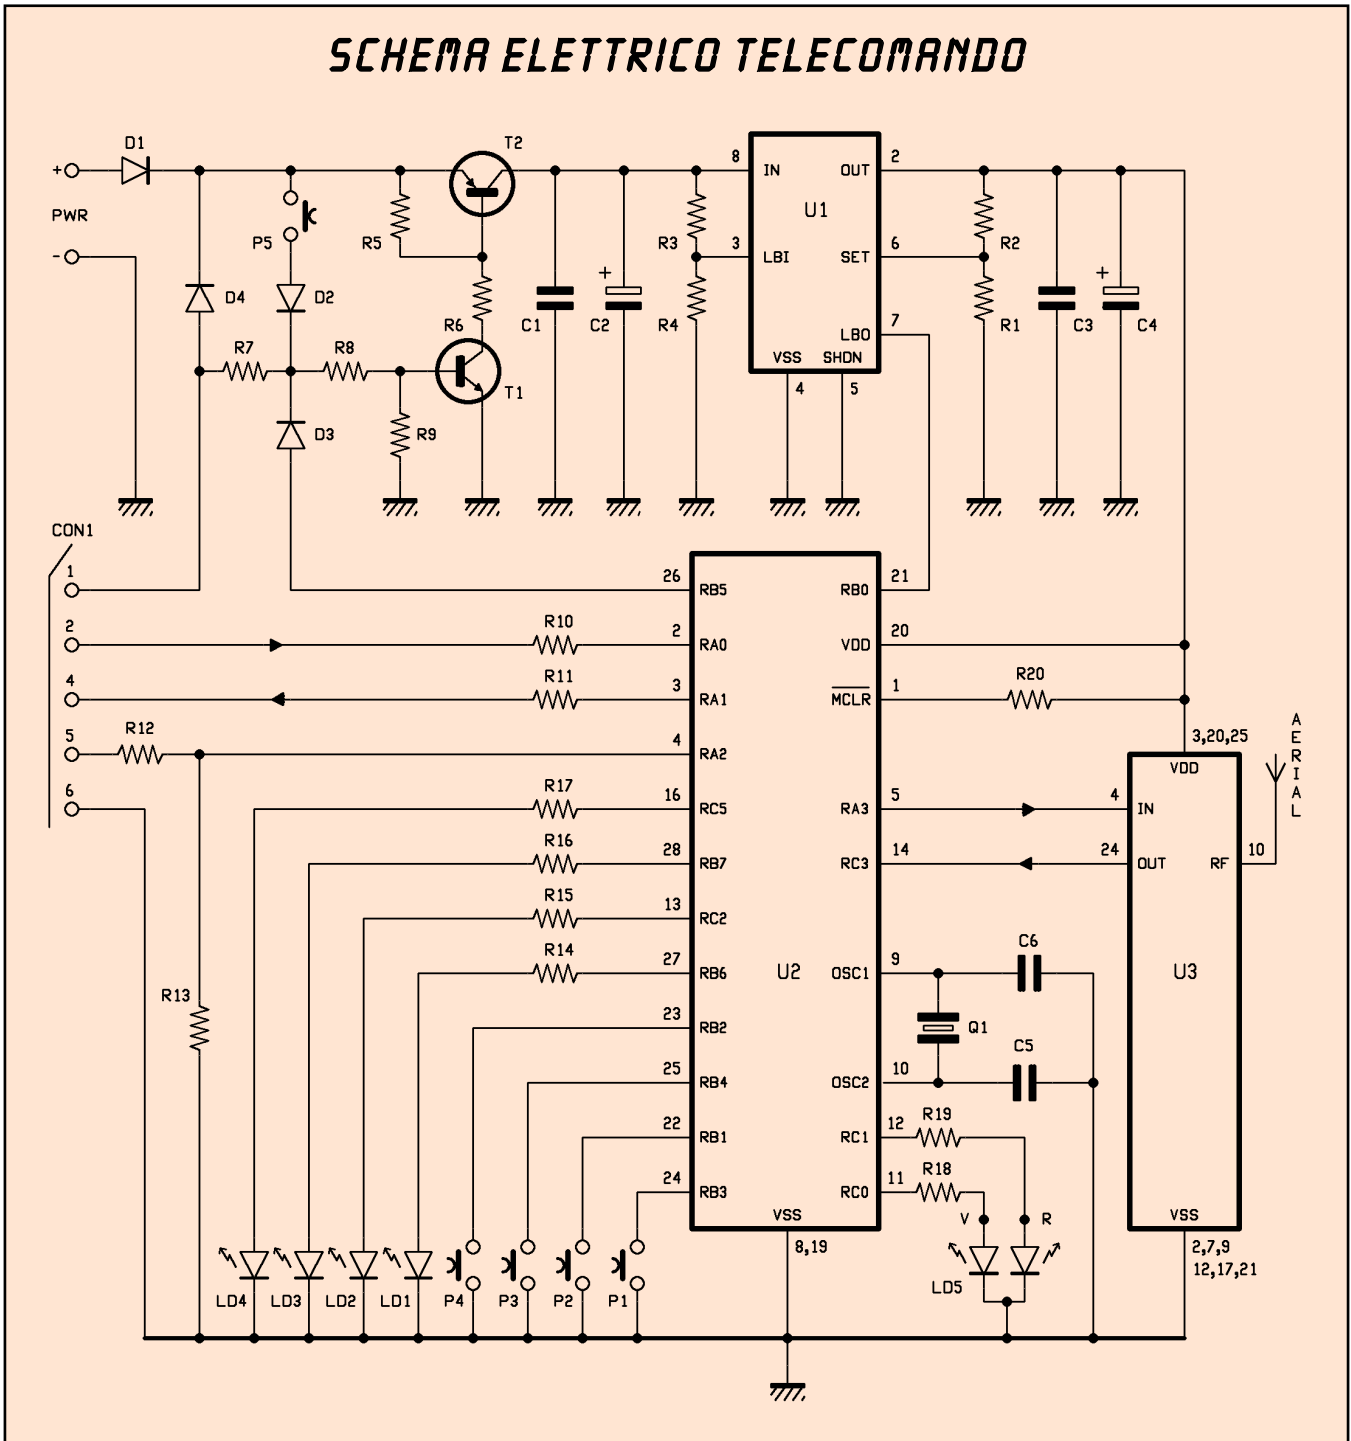 SCHEMA ELETTRICO TELECOMANDO
D1
T2
+
PWR
-
P5
R5
8
IN
OUT
2
U1
R3
3
LBI
SET
6
R2
D4
D2
R6
C1
+
C2
R4
LBO
7
R1
C3
+
C4
R7
R8
T1
VSS
SHDN
4
5
D3
R9
CON1
1
26
RB5
RB0
21
2
R10
2
RA0
VDD
20
4
R11
3
RA1
MCLR
1
R20
5
R12
4
RA2
3,20,25
VDD
AERIAL
6
R17
16
RC5
RA3
5
4
IN
R16
28
RB7
RC3
14
24
OUT
RF
10
R15
13
RC2
R14
27
RB6
U2
OSC1
9
C6
U3
R13
23
RB2
Q1
25
RB4
OSC2
10
C5
22
RB1
RC1
12
R19
24
RB3
RC0
11
R18
VSS
8,19
V
R
VSS
2,7,9
12,17,21
LD4
LD3
LD2
LD1
P4
P3
P2
P1
LD5